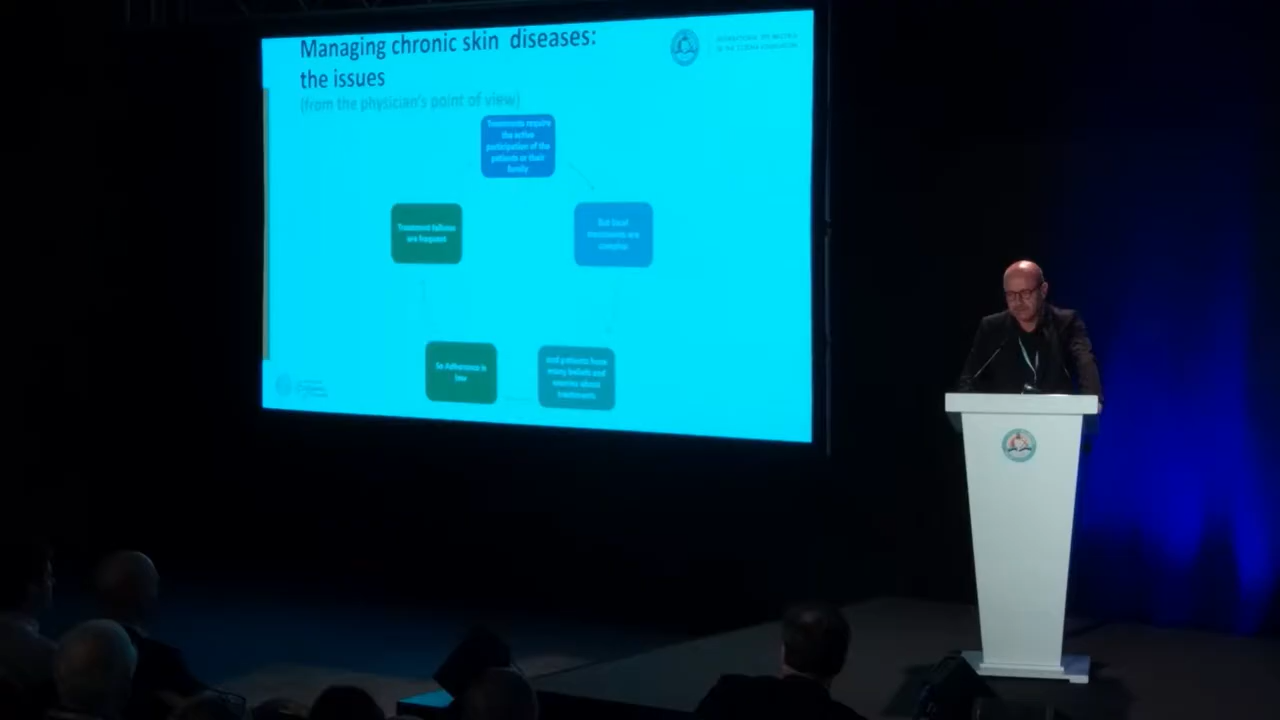 Managing chronic skin diseases:
the issues
(from the physician's point of view)
Treatments require
the active
participation of the
patients or their
family
But local
treatments are
complex
and patients have
many beliefs and
worries about
treatments
So Adherence is
low
Treatment failures
are frequent